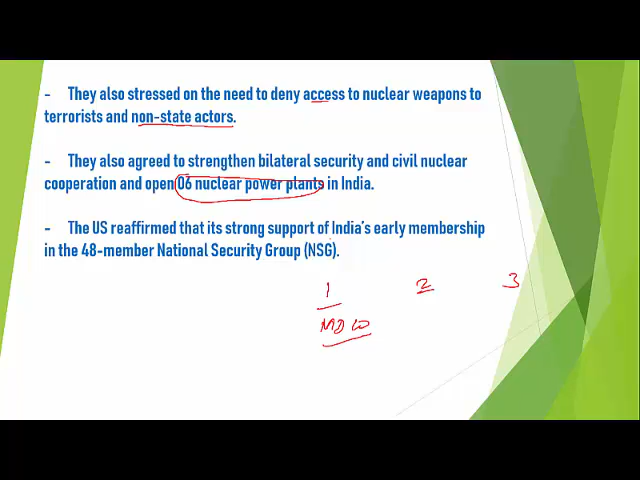 - They also stressed on the need to deny access to nuclear weapons to
terrorists and non-state actors.
- They also agreed to strengthen bilateral security and civil nuclear
cooperation and open 06 nuclear power plants in India.
- The US reaffirmed that its strong support of India's early membership
in the 48-member National Security Group (NSG).
1 2 3